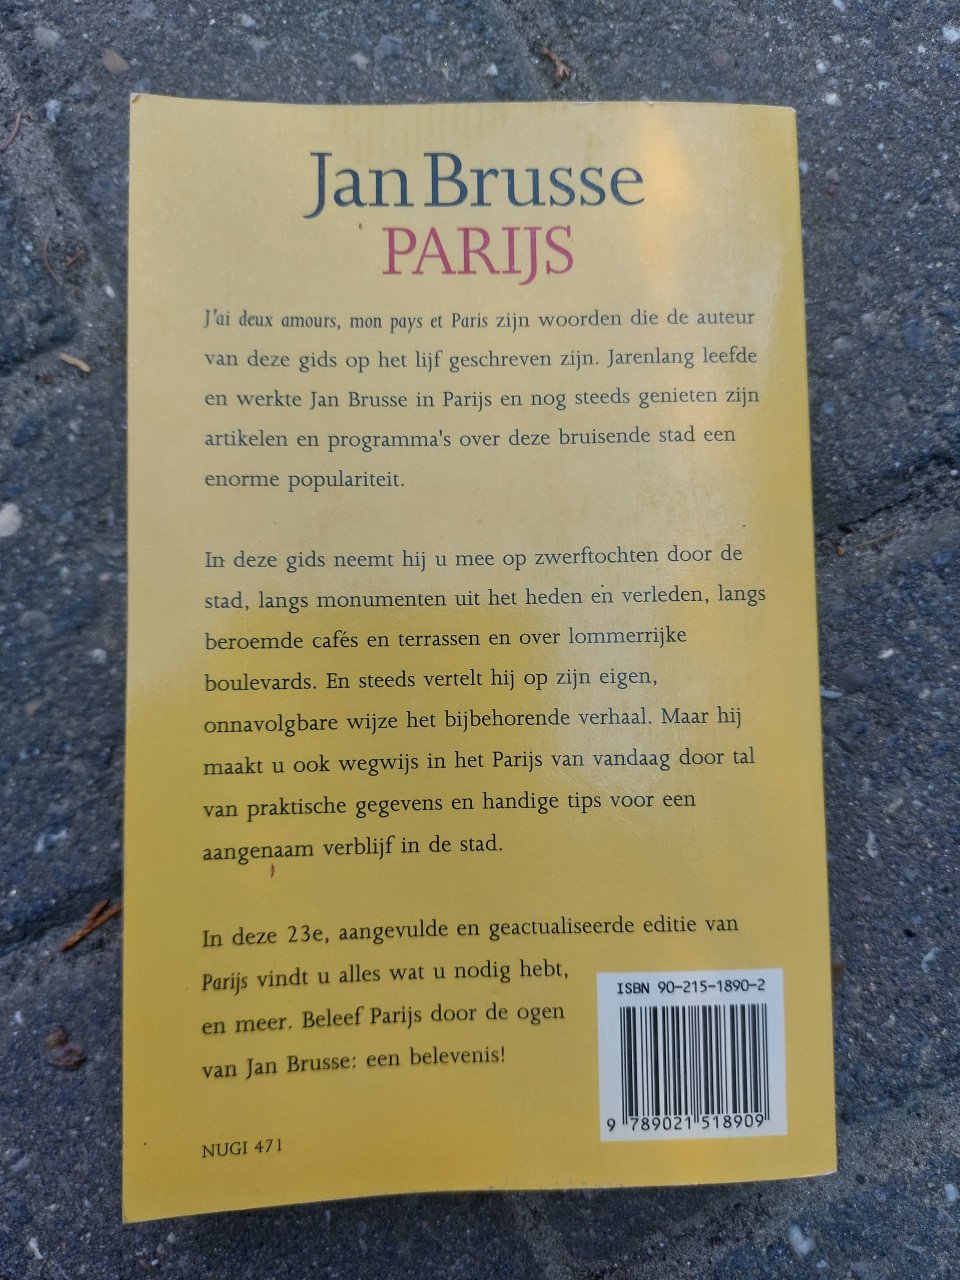 Jan Brusse
PARIJS
J'ai deux amours, mon pays et Paris zijn woorden die de auteur
van deze gids op het lijf geschreven zijn. Jarenlang leefde
en werkte Jan Brusse in Parijs en nog steeds genieten zijn
artikelen en programma's over deze bruisende stad een
enorme populariteit.
In deze gids neemt hij u mee op zwerftochten door de
stad, langs monumenten uit het heden en verleden, langs
beroemde cafés en terrassen en over lommerrijke
boulevards. En steeds vertelt hij op zijn eigen,
onnavolgbare wijze het bijbehorende verhaal. Maar hij
maakt u ook wegwijs in het Parijs van vandaag door tal
van praktische gegevens en handige tips voor een
aangenaam verblijf in de stad.
In deze 23e, aangevulde en geactualiseerde editie van
Parijs vindt u alles wat u nodig hebt,
en meer. Beleef Parijs door de ogen
van Jan Brusse: een belevenis!
ISBN 90-215-1890-2
9 789021 518909
NUGI 471